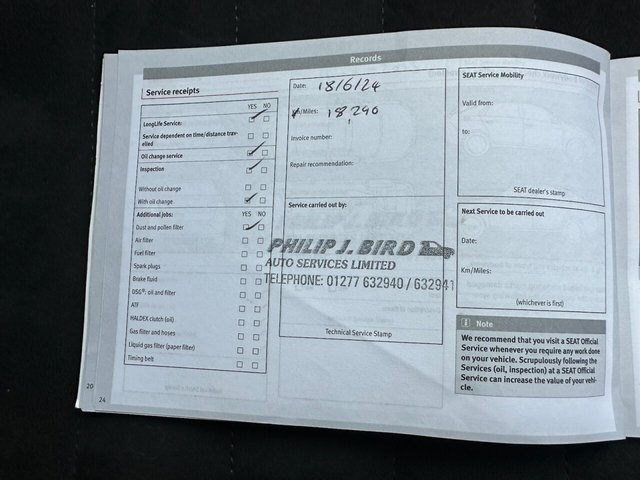 Records
Service receipts
YES NO
LongLife Service:
Service dependent on time/distance trav-
elled
Oil change service
Inspection
Without oil change
With oil change
Additional jobs: YES NO
Dust and pollen filter
Air filter
Fuel filter
Spark plugs
Brake fluid
DSG®: oil and filter
ATF
HALDEX clutch (oil)
Gas filter and hoses
Liquid gas filter (paper filter)
Timing belt
Date: 18/6/24
Km/Miles: 18290
Invoice number:
Repair recommendation:
Service carried out by:
PHILIP J. BIRD
AUTO SERVICES LIMITED
TELEPHONE: 01277 632940 / 632941
Technical Service Stamp
SEAT Service Mobility
Valid from:
to:
SEAT dealer's stamp
Next Service to be carried out
Date:
Km/Miles:
(whichever is first)
i Note
We recommend that you visit a SEAT Official
Service whenever you require any work done
on your vehicle. Scrupulously following the
Services (oil, inspection) at a SEAT Official
Service can increase the value of your vehi-
cle.
20
24